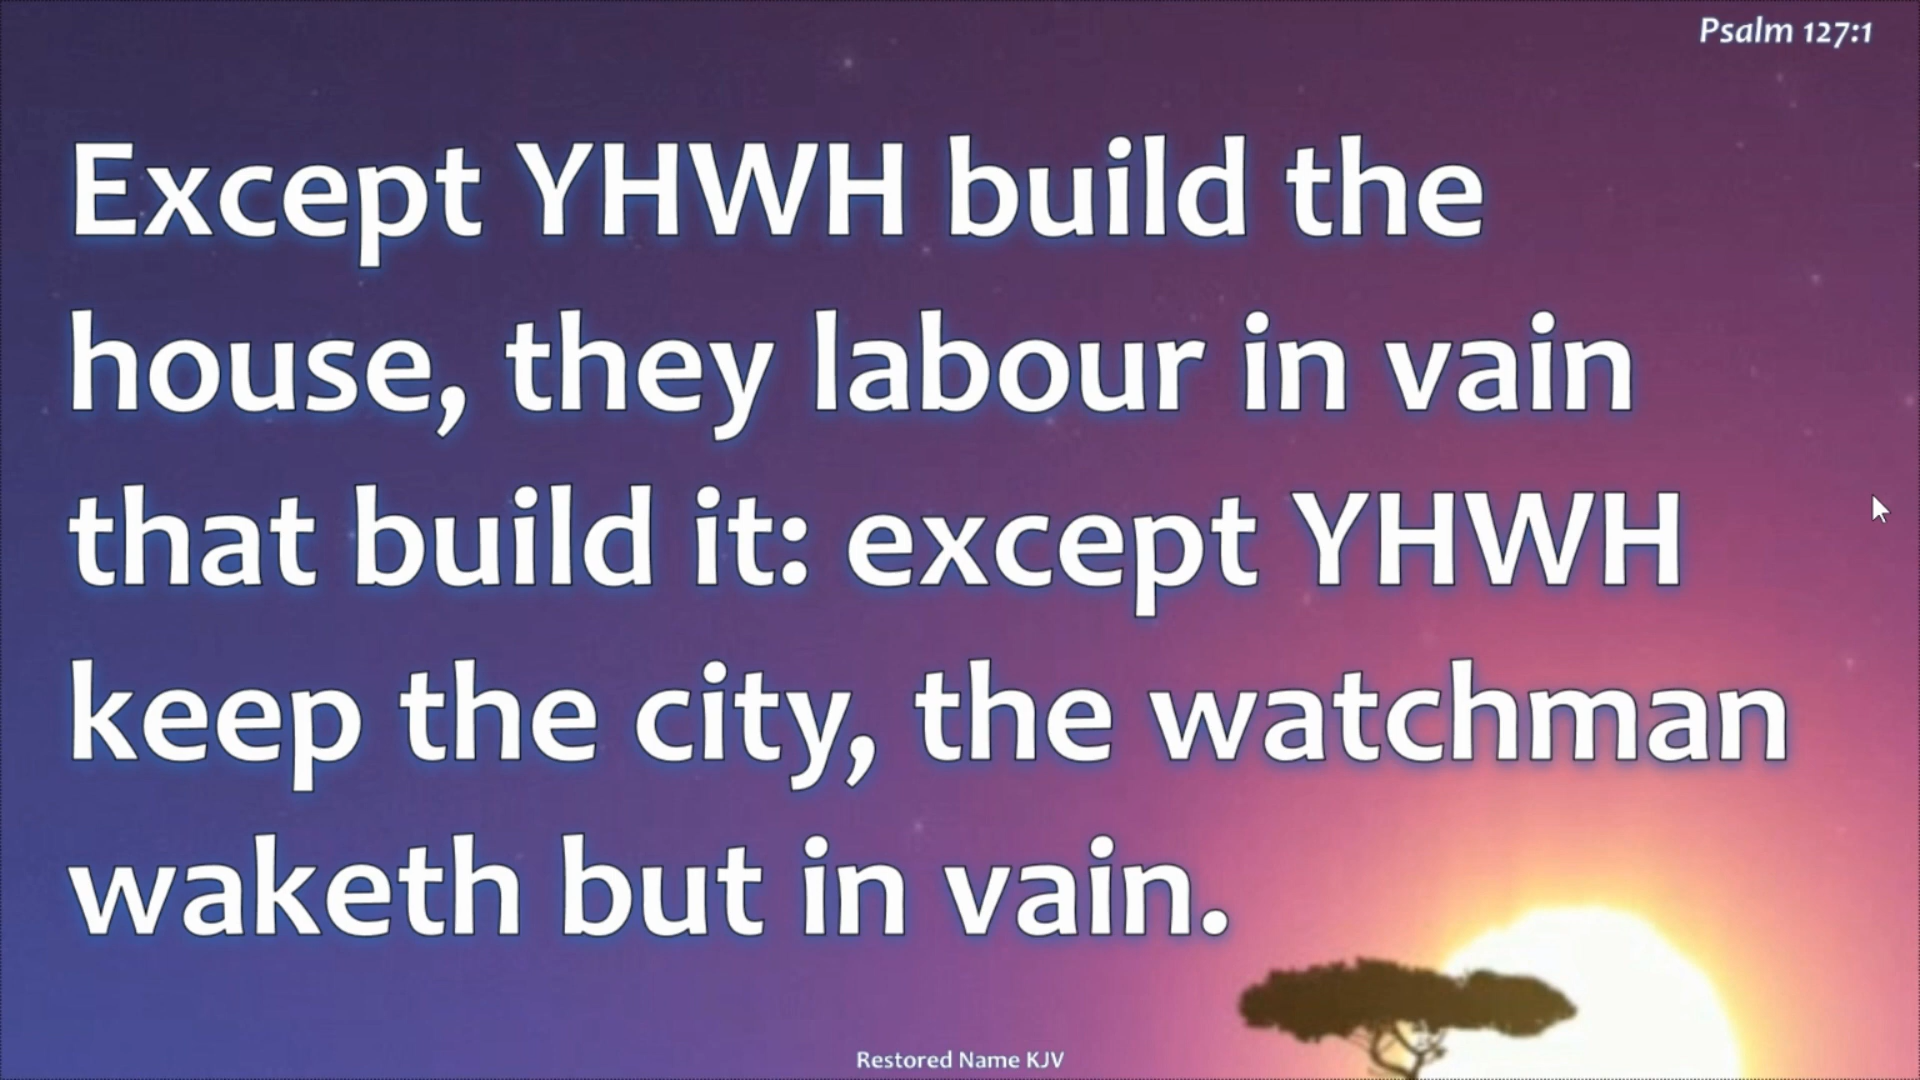 Psalm 127:1
Except YHWH build the
house, they labour in vain
that build it: except YHWH
keep the city, the watchman
waketh but in vain.
Restored Name KJV